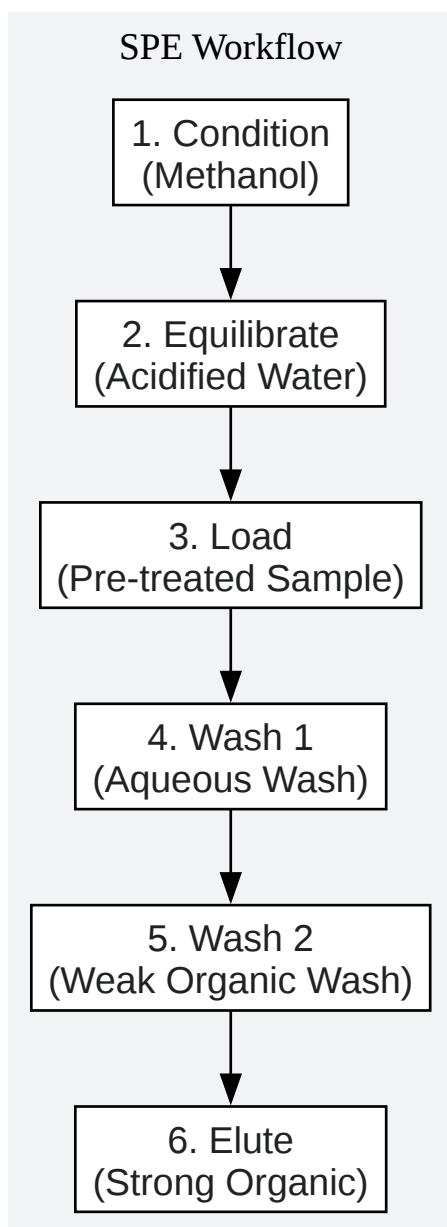 SPE Workflow
1. Condition
(Methanol)
2. Equilibrate
(Acidified Water)
3. Load
(Pre-treated Sample)
4. Wash 1
(Aqueous Wash)
5. Wash 2
(Weak Organic Wash)
6. Elute
(Strong Organic)